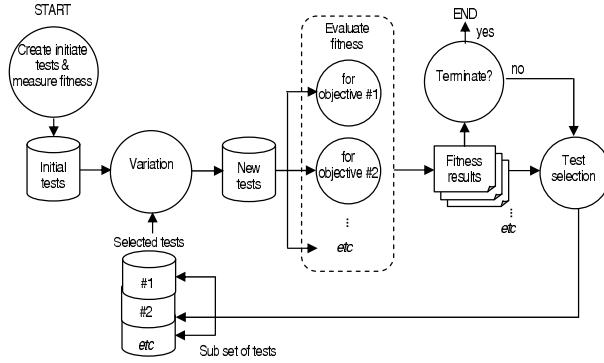 START
Create initiate
tests &
measure fitness
Initial
tests
Variation
New
tests
Evaluate
fitness
for
objective #1
for
objective #2
...
etc
END
yes
Terminate?
no
Fitness
results
...
etc
Test
selection
Selected tests
#1
#2
etc
Sub set of tests